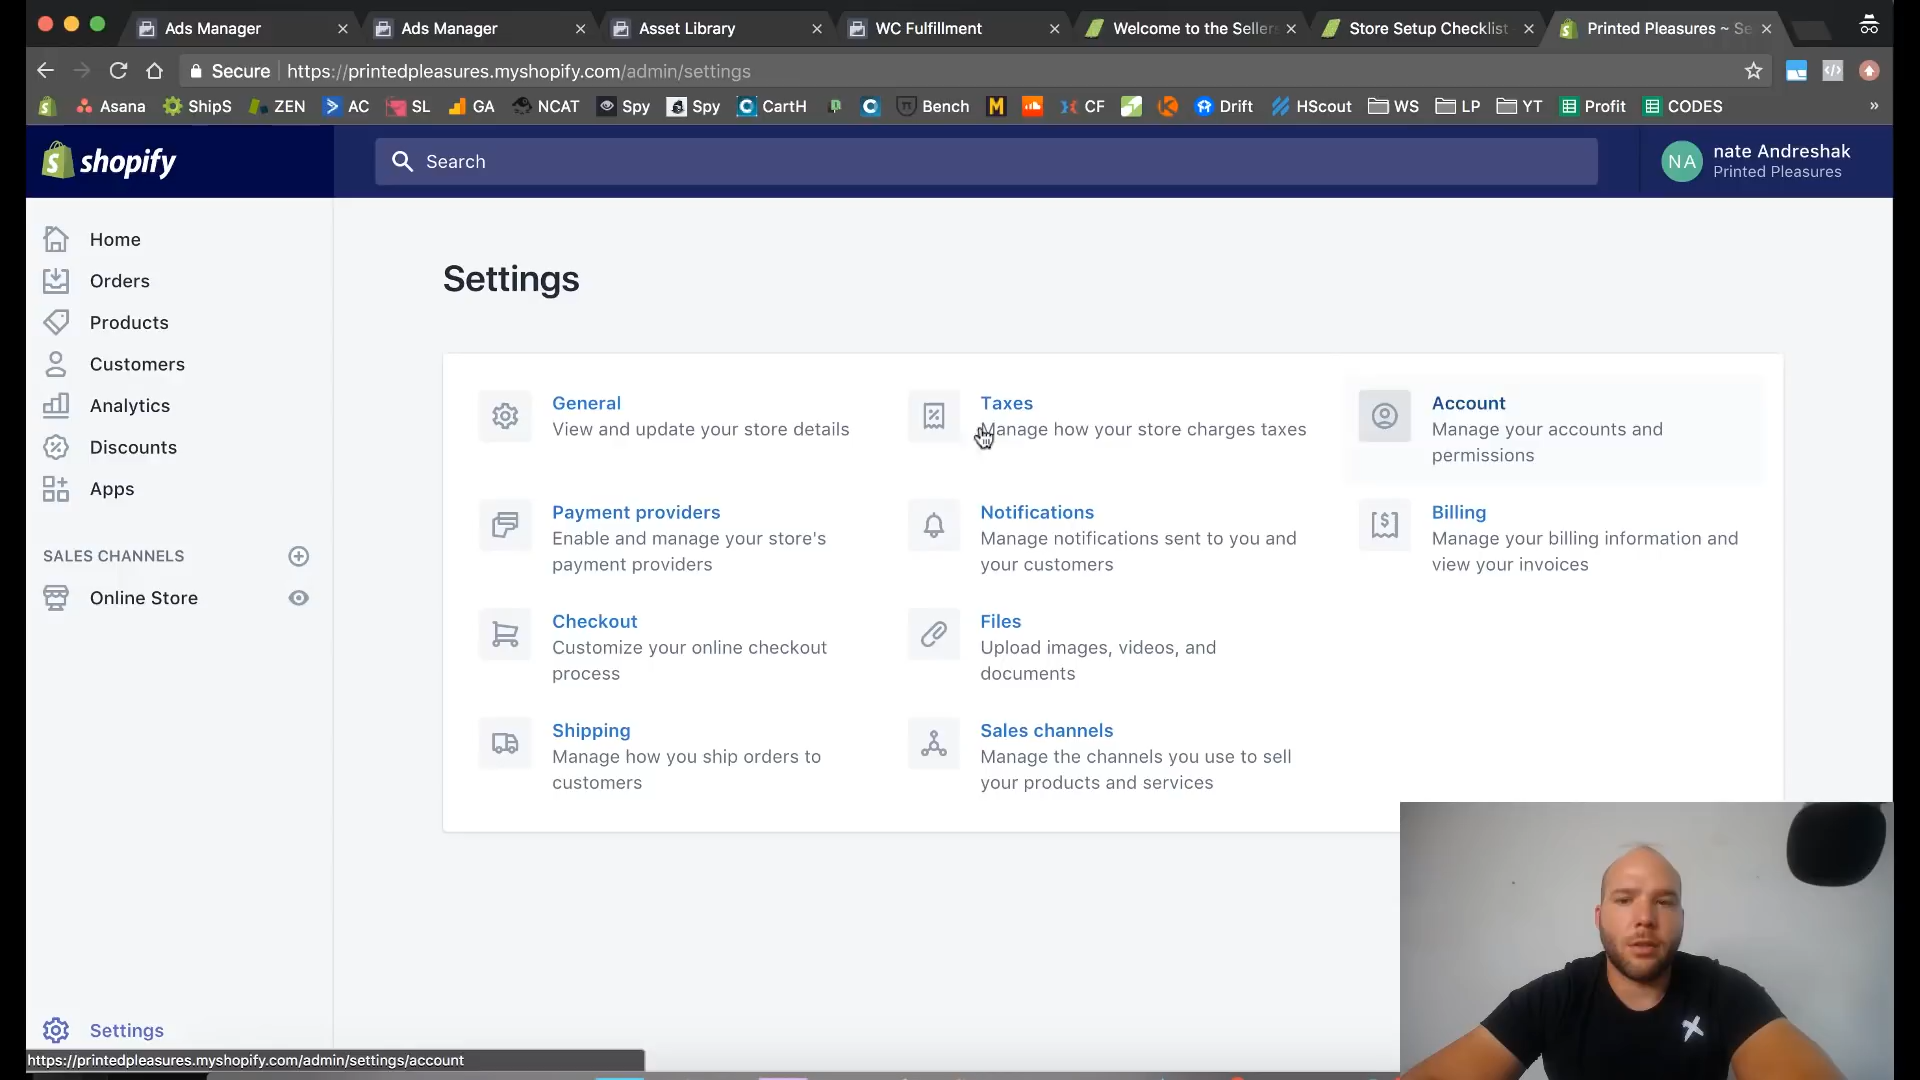 Ads Manager
Ads Manager
Asset Library
WC Fulfillment
Welcome to the Sellers
Store Setup Checklist
Printed Pleasures ~ Se
Secure https://printedpleasures.myshopify.com/admin/settings
Asana ShipS ZEN AC SL GA NCAT Spy Spy CartH Bench CF Drift HScout WS LP YT Profit CODES »
shopify
Search
NA
nate Andreshak
Printed Pleasures
Home
Orders
Products
Customers
Analytics
Discounts
Apps
SALES CHANNELS
Online Store
Settings
Settings
General
View and update your store details
Taxes
Manage how your store charges taxes
Account
Manage your accounts and
permissions
Payment providers
Enable and manage your store's
payment providers
Notifications
Manage notifications sent to you and
your customers
Billing
Manage your billing information and
view your invoices
Checkout
Customize your online checkout
process
Files
Upload images, videos, and
documents
Shipping
Manage how you ship orders to
customers
Sales channels
Manage the channels you use to sell
your products and services
https://printedpleasures.myshopify.com/admin/settings/account